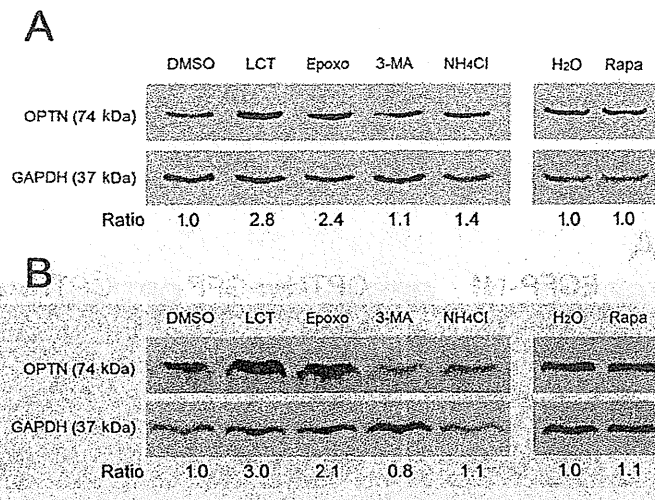 A
DMSO LCT Epoxo 3-MA NH4Cl H2O Rapa
OPTN (74 kDa)
GAPDH (37 kDa)
Ratio 1.0 2.8 2.4 1.1 1.4 1.0 1.0
B
DMSO LCT Epoxo 3-MA NH4Cl H2O Rapa
OPTN (74 kDa)
GAPDH (37 kDa)
Ratio 1.0 3.0 2.1 0.8 1.1 1.0 1.1